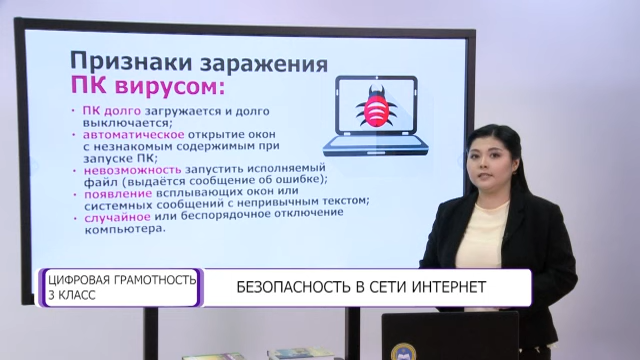 Признаки заражения
ПК вирусом:
• ПК долго загружается и долго
выключается;
• автоматическое открытие окон
с незнакомым содержимым при
запуске ПК;
• невозможность запустить исполняемый
файл (выдаётся сообщение об ошибке);
• появление всплывающих окон или
системных сообщений с непривычным текстом;
• случайное или беспорядочное отключение
компьютера.
ЦИФРОВАЯ ГРАМОТНОСТЬ
3 КЛАСС
БЕЗОПАСНОСТЬ В СЕТИ ИНТЕРНЕТ